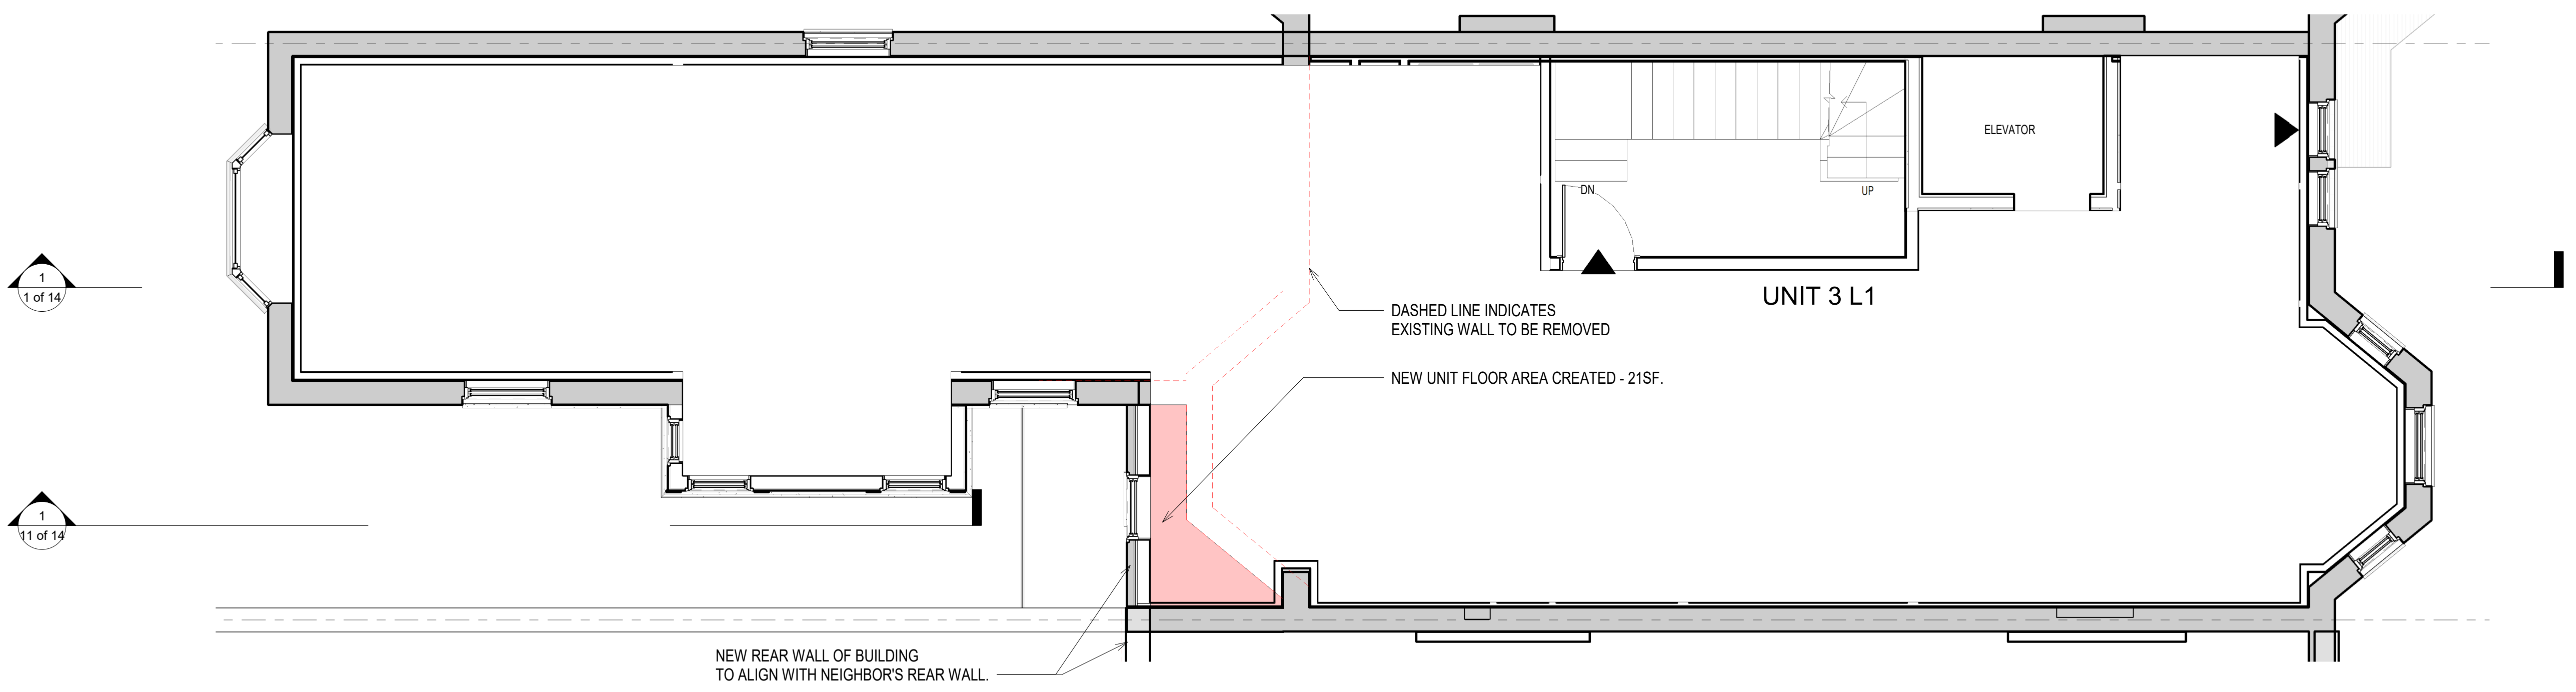 ELEVATOR
DN
UP
1
1 of 14
UNIT 3 L1
DASHED LINE INDICATES
EXISTING WALL TO BE REMOVED
NEW UNIT FLOOR AREA CREATED - 21SF.
1
11 of 14
NEW REAR WALL OF BUILDING
TO ALIGN WITH NEIGHBOR'S REAR WALL.